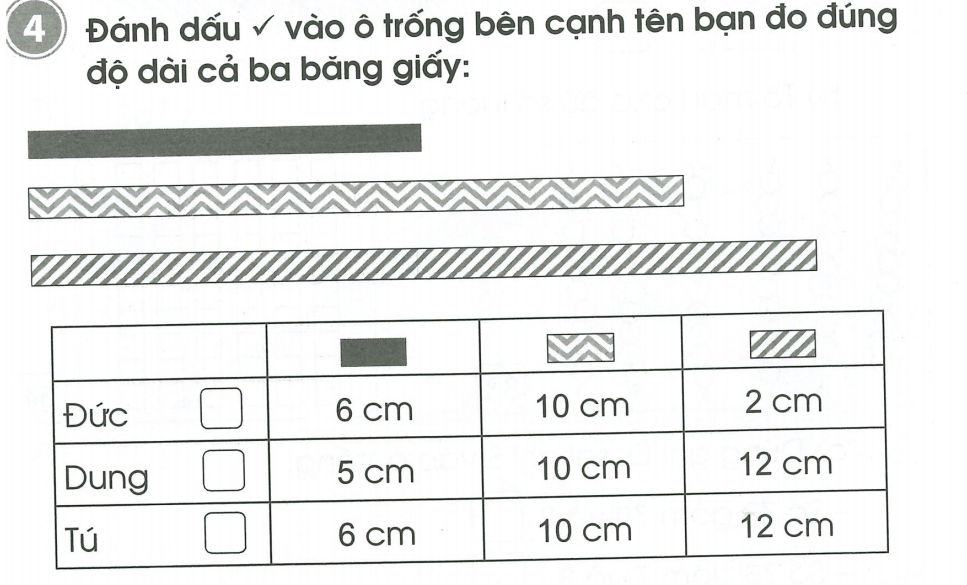 4 Đánh dấu ✓ vào ô trống bên cạnh tên bạn đo đúng
độ dài cả ba băng giấy:
Đức 6 cm 10 cm 2 cm
Dung 5 cm 10 cm 12 cm
Tú 6 cm 10 cm 12 cm